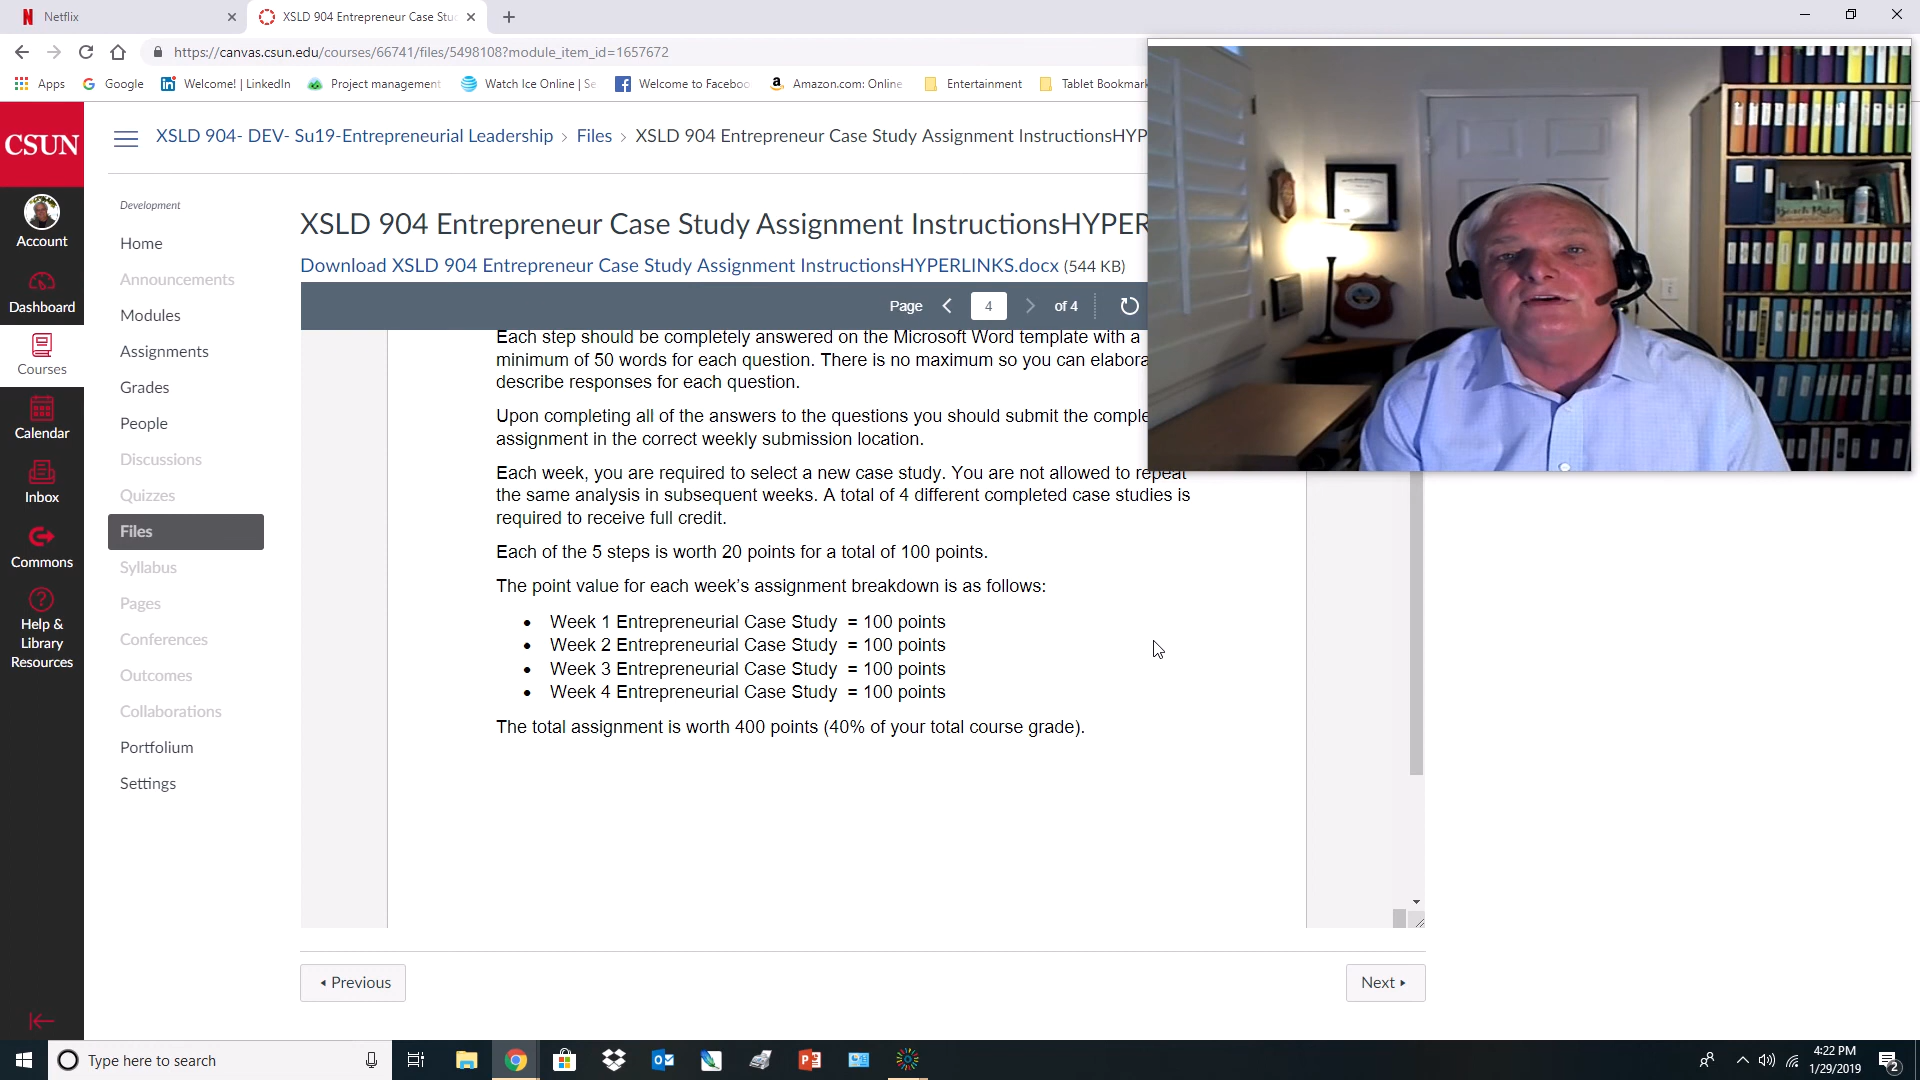 Netflix
XSLD 904 Entrepreneur Case Stu
https://canvas.csun.edu/courses/66741/files/5498108?module_item_id=1657672
Apps
Google
Welcome! | LinkedIn
Project management
Watch Ice Online | Se
Welcome to Faceboo
Amazon.com: Online
Entertainment
Tablet Bookmark
CSUN
Account
Dashboard
Courses
Calendar
Inbox
Commons
Help &
Library
Resources
XSLD 904- DEV- Su19-Entrepreneurial Leadership › Files › XSLD 904 Entrepreneur Case Study Assignment InstructionsHYP
Development
Home
Announcements
Modules
Assignments
Grades
People
Discussions
Quizzes
Files
Syllabus
Pages
Conferences
Outcomes
Collaborations
Portfolium
Settings
XSLD 904 Entrepreneur Case Study Assignment InstructionsHYPER
Download XSLD 904 Entrepreneur Case Study Assignment InstructionsHYPERLINKS.docx (544 KB)
Page 4 of 4
Each step should be completely answered on the Microsoft Word template with a
minimum of 50 words for each question. There is no maximum so you can elabora
describe responses for each question.
Upon completing all of the answers to the questions you should submit the comple
assignment in the correct weekly submission location.
Each week, you are required to select a new case study. You are not allowed to repeat
the same analysis in subsequent weeks. A total of 4 different completed case studies is
required to receive full credit.
Each of the 5 steps is worth 20 points for a total of 100 points.
The point value for each week’s assignment breakdown is as follows:
• Week 1 Entrepreneurial Case Study = 100 points
• Week 2 Entrepreneurial Case Study = 100 points
• Week 3 Entrepreneurial Case Study = 100 points
• Week 4 Entrepreneurial Case Study = 100 points
The total assignment is worth 400 points (40% of your total course grade).
Previous
Next
Type here to search
4:22 PM
1/29/2019
2